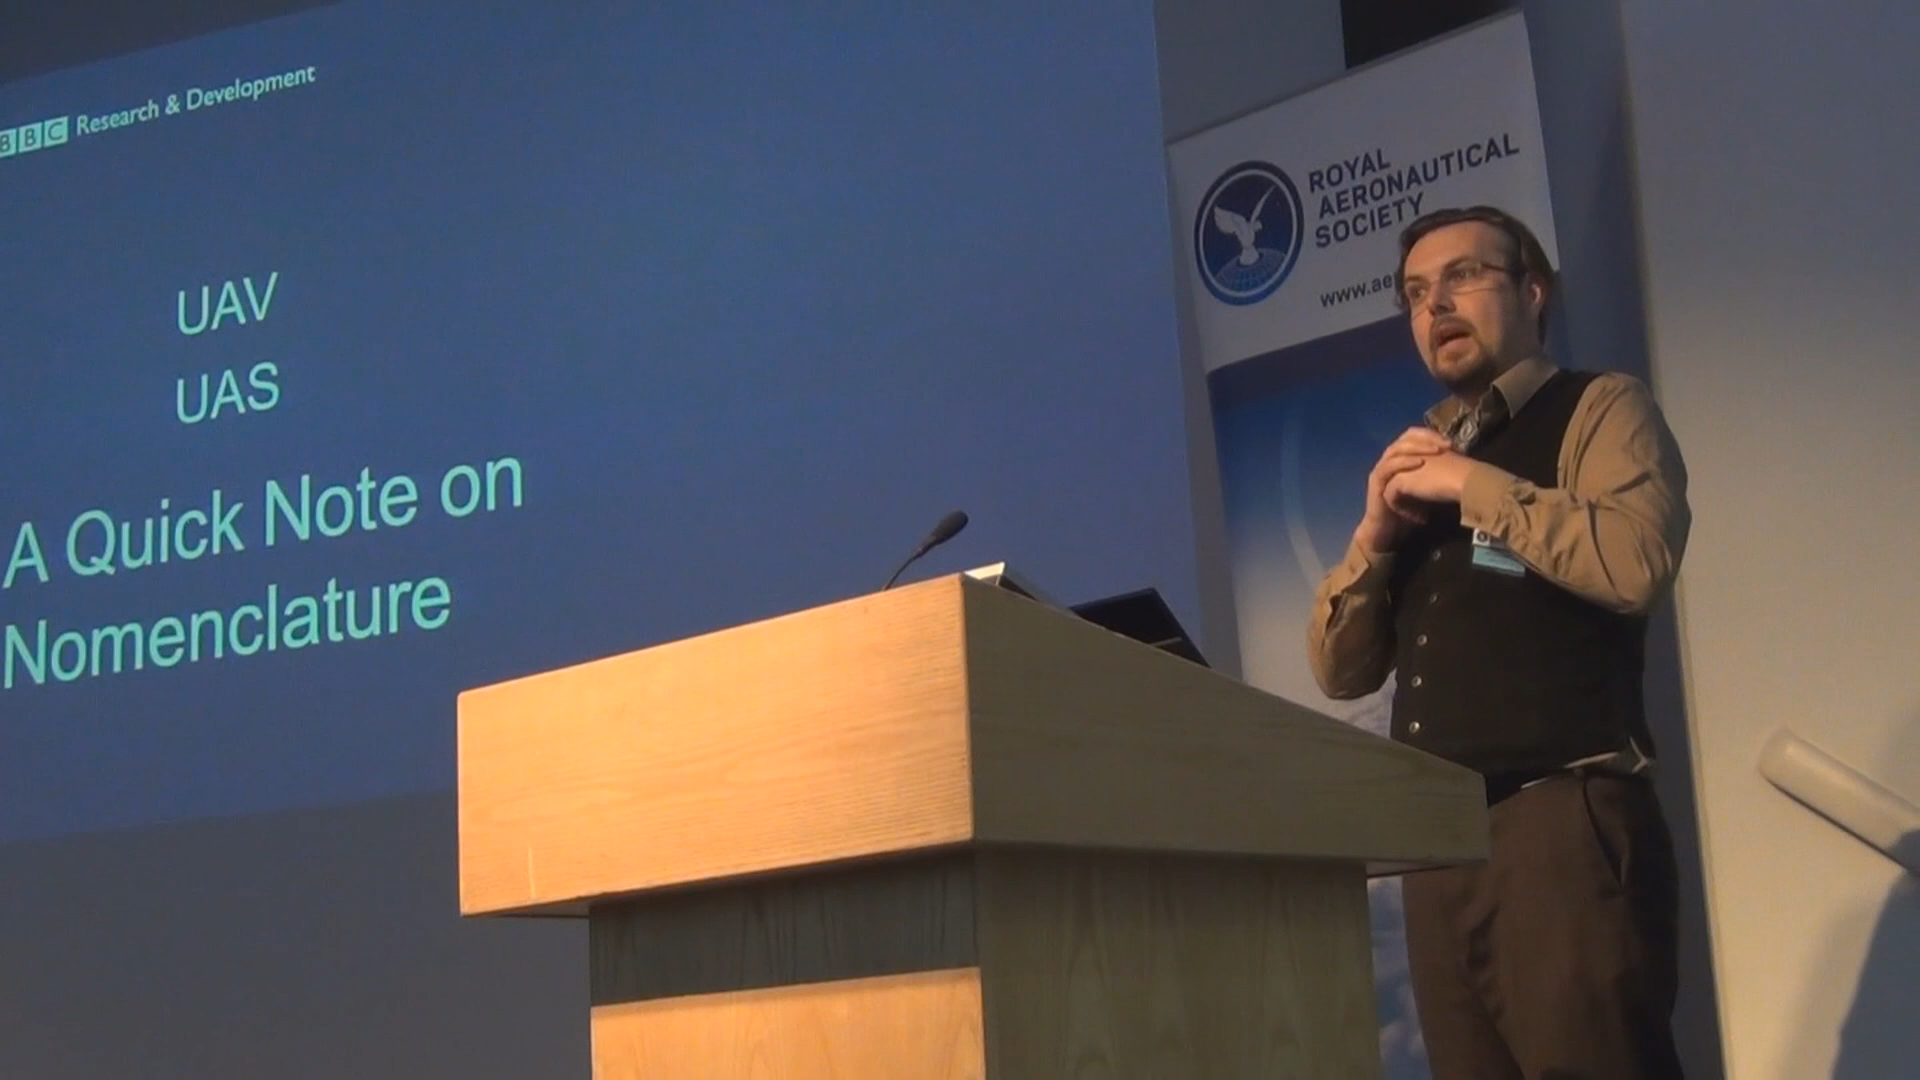 BBC Research & Development
UAV
UAS
A Quick Note on
Nomenclature
ROYAL
AERONAUTICAL
SOCIETY